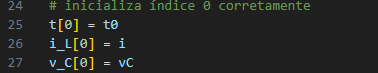 24 # inicializa índice 0 corretamente
25 t[0] = t0
26 i_L[0] = i
27 v_C[0] = vC